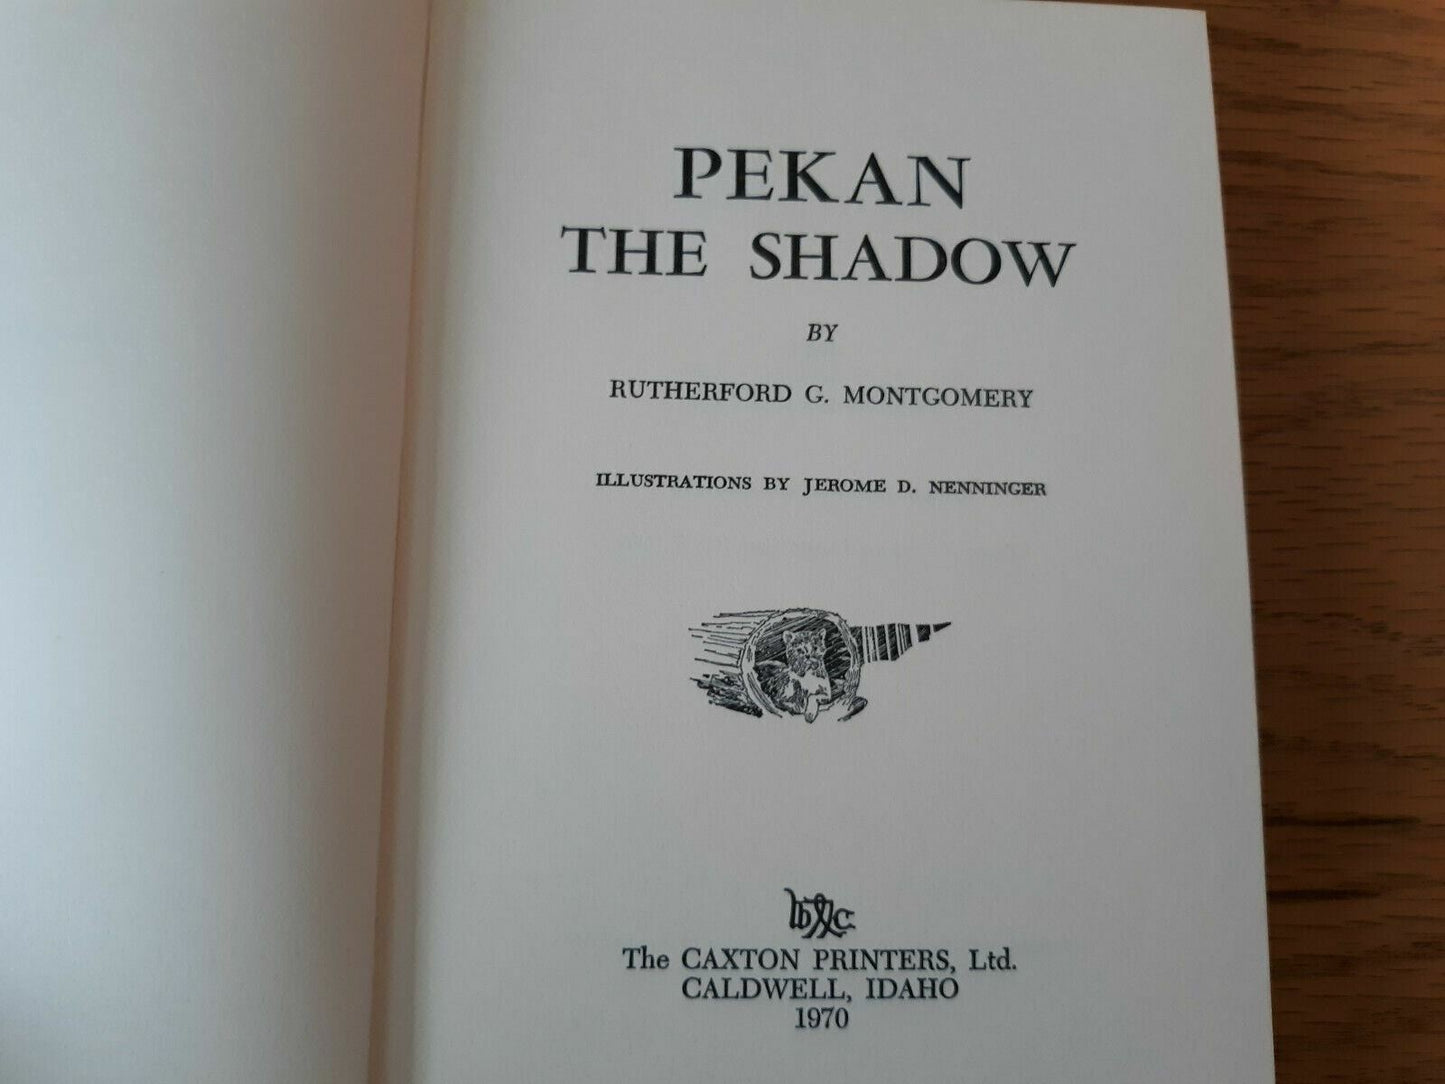 PEKAN
THE SHADOW
BY
RUTHERFORD G. MONTGOMERY
ILLUSTRATIONS BY JEROME D. NENNINGER
The CAXTON PRINTERS, Ltd.
CALDWELL, IDAHO
1970